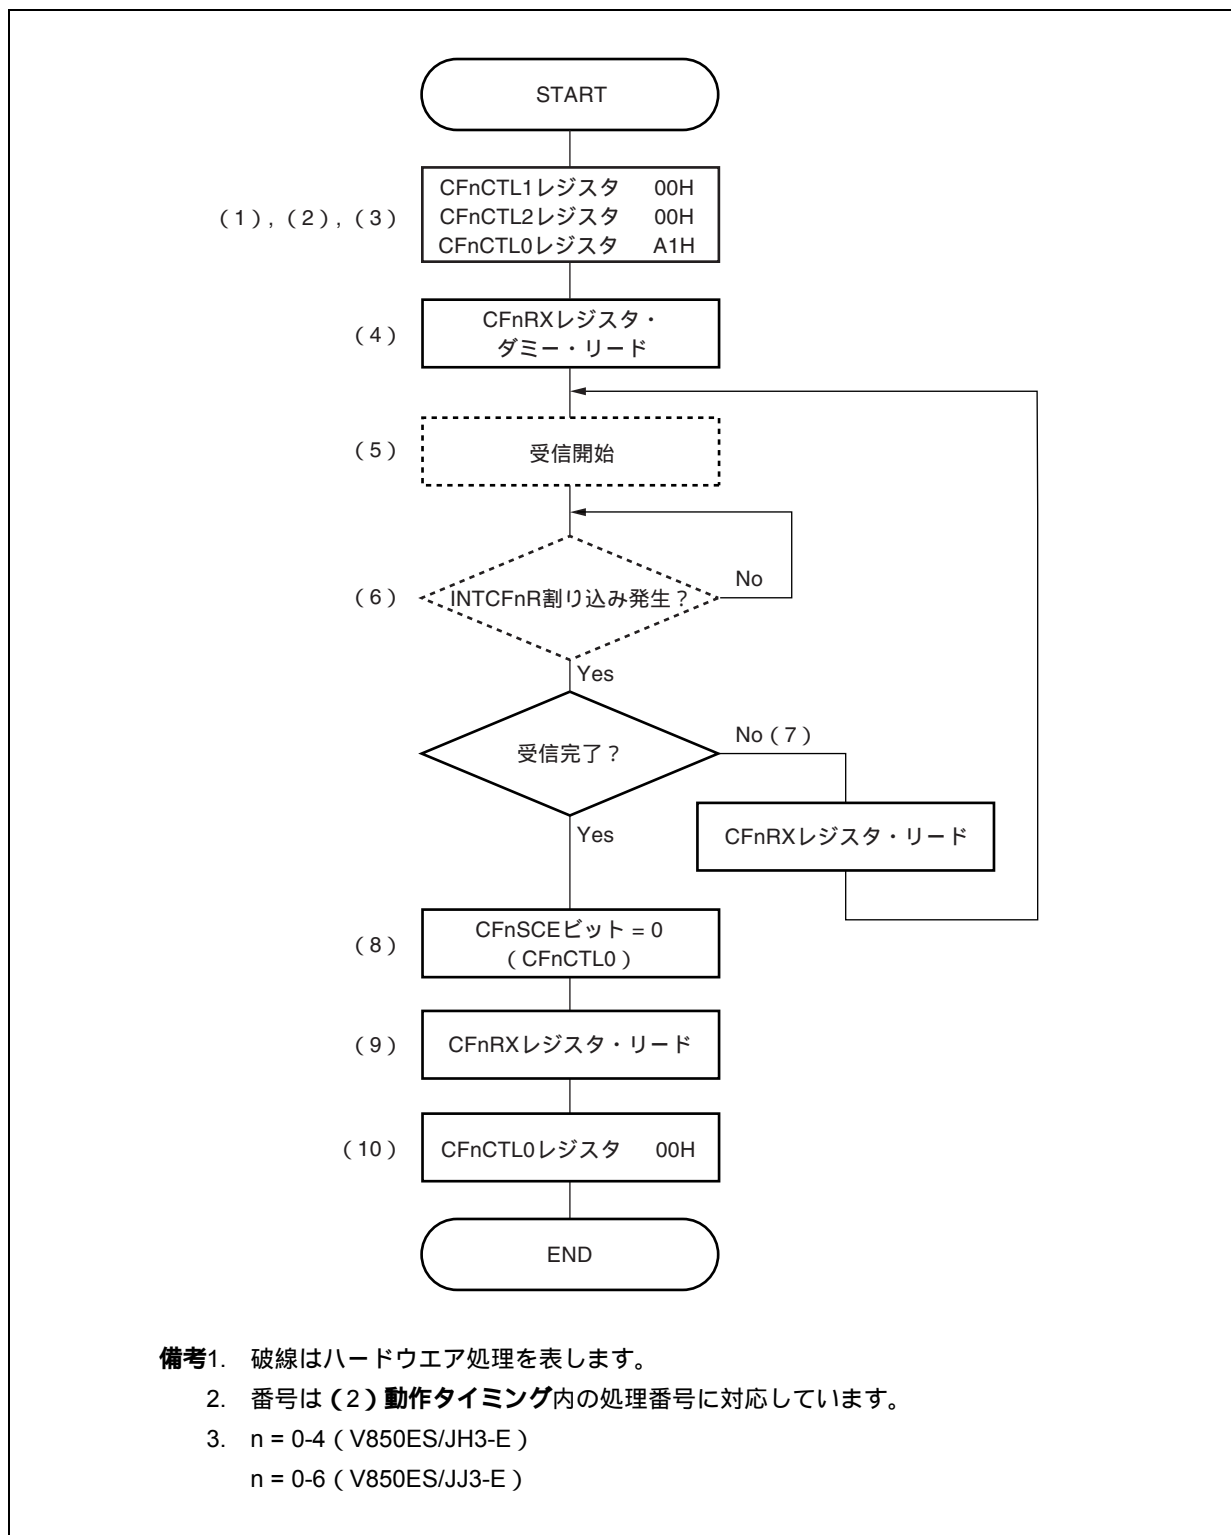 START
(1), (2), (3)
CFnCTL1レジスタ 00H
CFnCTL2レジスタ 00H
CFnCTL0レジスタ A1H
(4)
CFnRXレジスタ・
ダミー・リード
(5)
受信開始
(6)
INTCFnR割り込み発生？
No
Yes
受信完了？
No(7)
CFnRXレジスタ・リード
Yes
(8)
CFnSCEビット = 0
(CFnCTL0)
(9)
CFnRXレジスタ・リード
(10)
CFnCTL0レジスタ 00H
END
備考1. 破線はハードウエア処理を表します。
2. 番号は(2)動作タイミング内の処理番号に対応しています。
3. n = 0-4 (V850ES/JH3-E)
n = 0-6 (V850ES/JJ3-E)